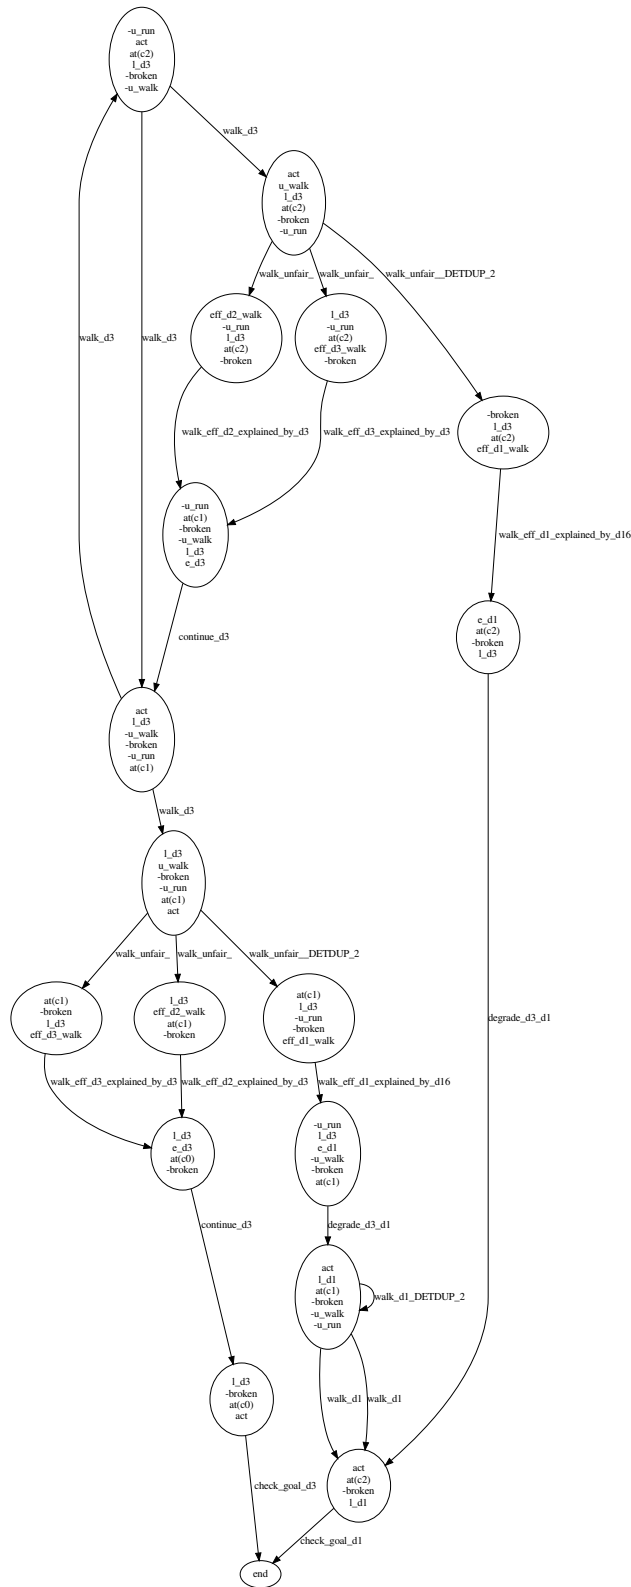 -u_run
act
at(c2)
l_d3
-broken
-u_walk
walk_d3
act
u_walk
l_d3
at(c2)
-broken
-u_run
walk_unfair_
walk_unfair_
walk_unfair__DETDUP_2
eff_d2_walk
-u_run
l_d3
at(c2)
-broken
l_d3
-u_run
at(c2)
eff_d3_walk
-broken
walk_d3
walk_d3
-broken
l_d3
at(c2)
eff_d1_walk
walk_eff_d2_explained_by_d3
walk_eff_d3_explained_by_d3
-u_run
at(c1)
-broken
-u_walk
l_d3
e_d3
walk_eff_d1_explained_by_d16
continue_d3
e_d1
at(c2)
-broken
l_d3
act
l_d3
-u_walk
-broken
-u_run
at(c1)
walk_d3
l_d3
u_walk
-broken
-u_run
at(c1)
act
walk_unfair_
walk_unfair_
walk_unfair__DETDUP_2
at(c1)
-broken
l_d3
eff_d3_walk
l_d3
eff_d2_walk
at(c1)
-broken
at(c1)
l_d3
-u_run
-broken
eff_d1_walk
degrade_d3_d1
walk_eff_d3_explained_by_d3
walk_eff_d2_explained_by_d3
walk_eff_d1_explained_by_d16
l_d3
e_d3
at(c0)
-broken
-u_run
l_d3
e_d1
-u_walk
-broken
at(c1)
continue_d3
degrade_d3_d1
act
l_d1
at(c1)
-broken
-u_walk
-u_run
walk_d1_DETDUP_2
l_d3
-broken
at(c0)
act
walk_d1
walk_d1
act
at(c2)
-broken
l_d1
check_goal_d3
check_goal_d1
end